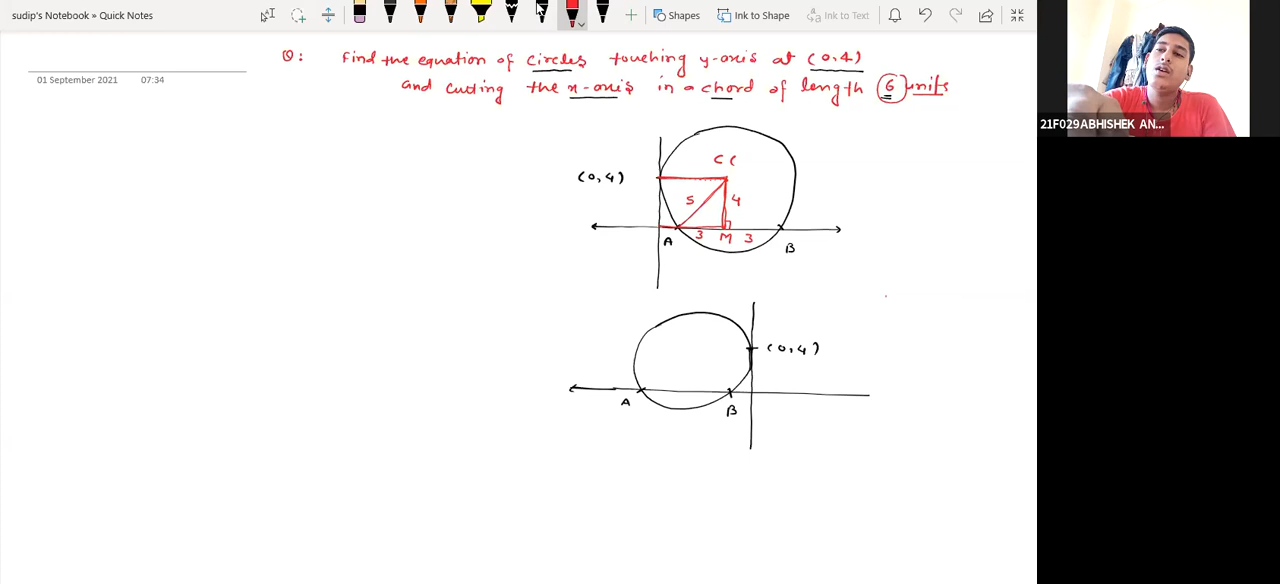 sudip's Notebook » Quick Notes
Shapes
Ink to Shape
Ink to Text
Q: Find the equation of circles touching y-axis at (0,4)
01 September 2021 07:34
and cutting the x-axis in a chord of length 6 units
21F029ABHISHEK AN...
C (
(0,4)
5 4
3 M 3
A B
(0,4)
A B